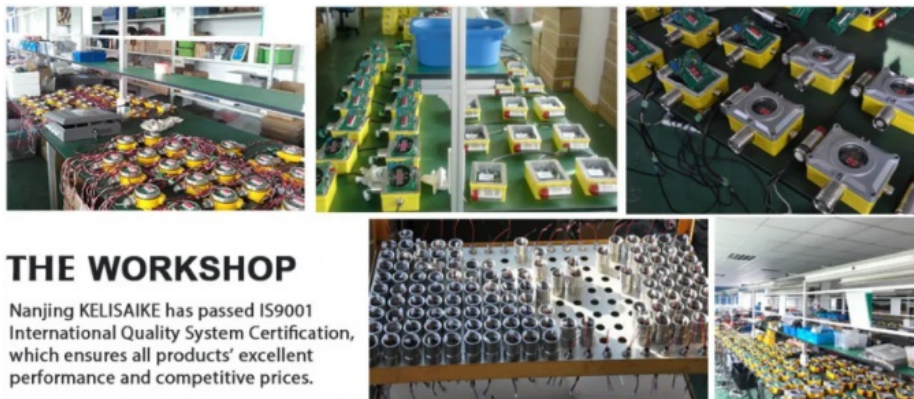 THE WORKSHOP
Nanjing KELISAIKE has passed IS9001
International Quality System Certification,
which ensures all products' excellent
performance and competitive prices.